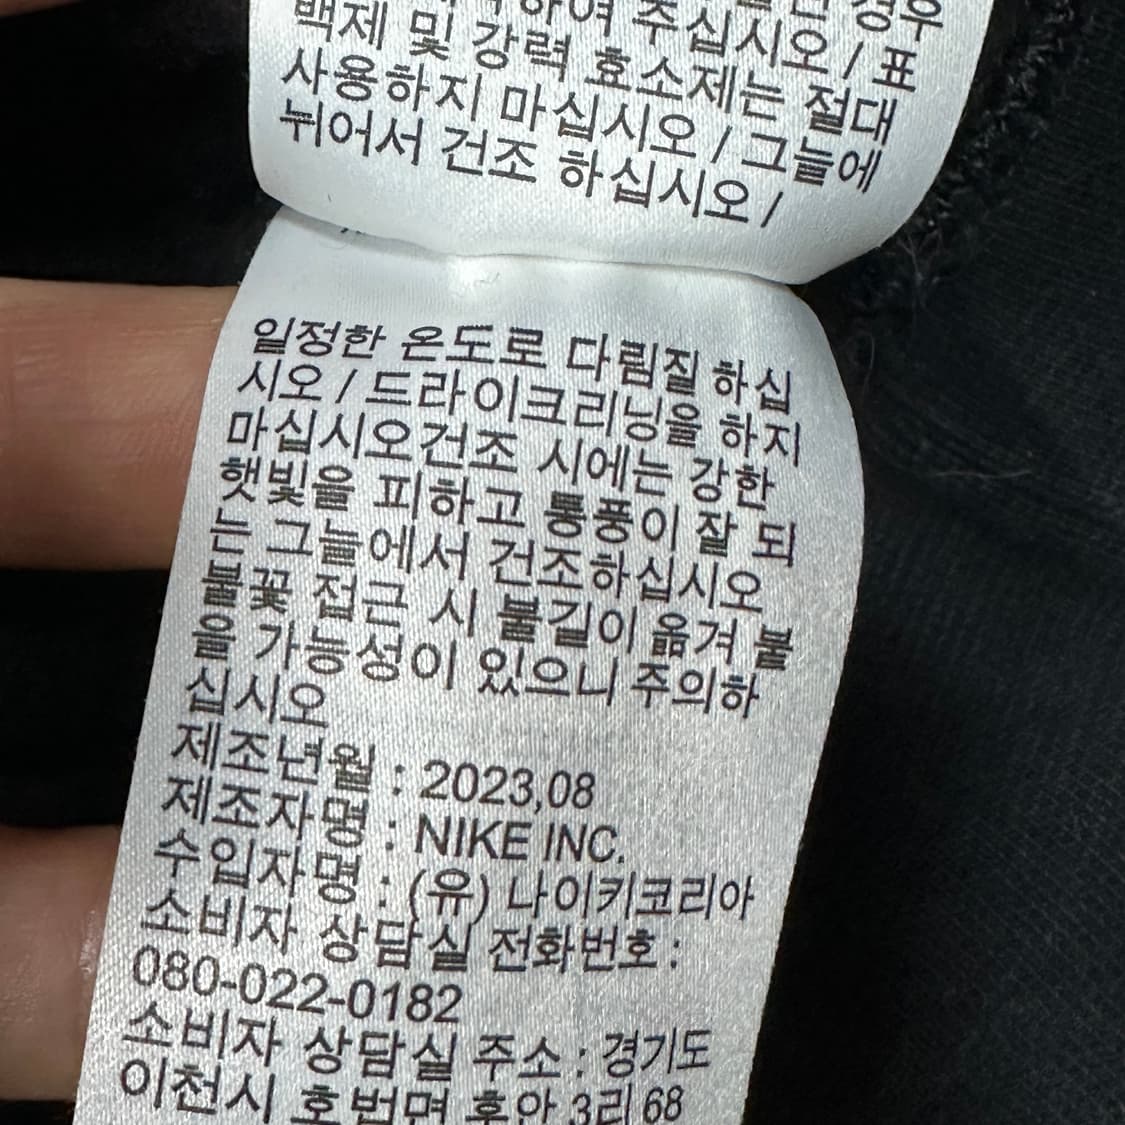 하여 주십시오 / 표
백제 및 강력 효소제는 절대
사용하지 마십시오 / 그늘에
뉘어서 건조 하십시오 /
일정한 온도로 다림질 하십
시오 / 드라이크리닝을 하지
마십시오건조 시에는 강한
햇빛을 피하고 통풍이 잘 되
는 그늘에서 건조하십시오
불꽃 접근 시 불길이 옮겨 붙
을 가능성이 있으니 주의하
십시오
제조년월 : 2023,08
제조자명 : NIKE INC.
수입자명 : (유) 나이키코리아
소비자 상담실 전화번호 :
080-022-0182
소비자 상담실 주소 : 경기도
이천시 호법면 후안 3리 68